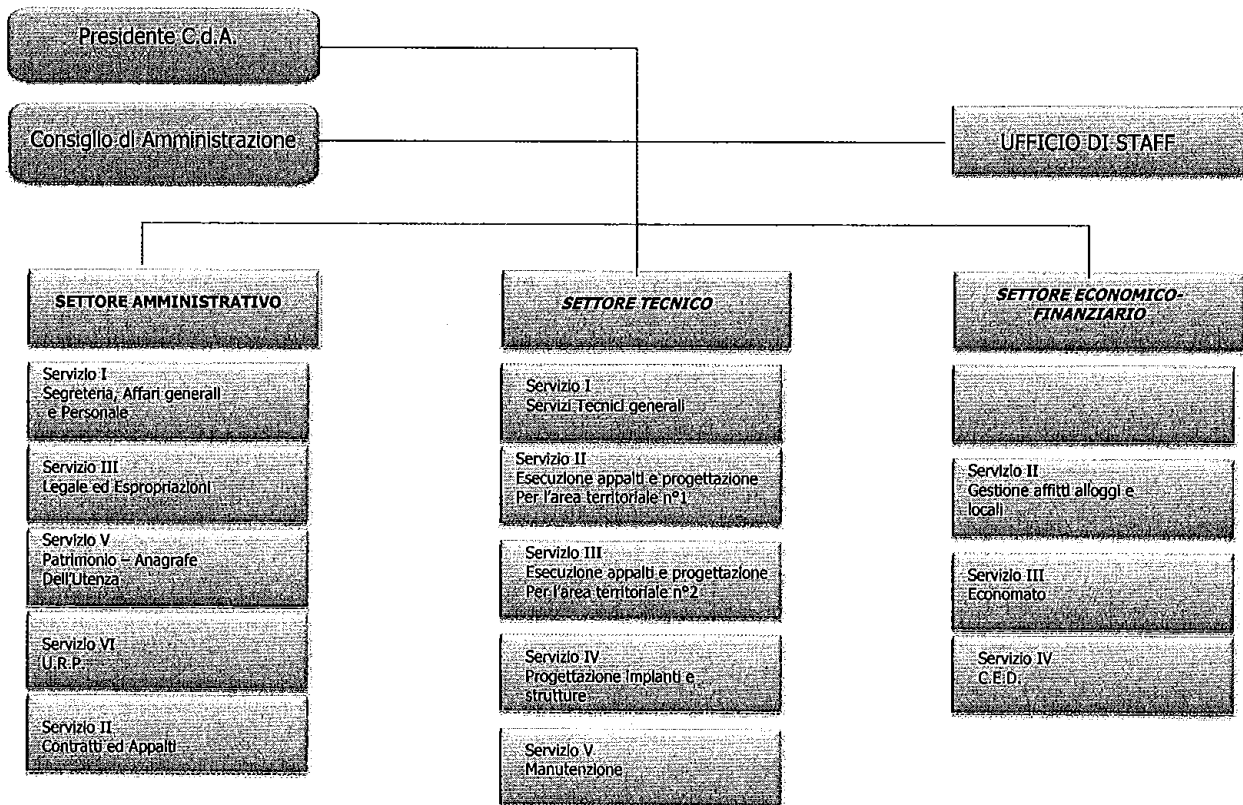 Presidente C.d.A.
Consiglio di Amministrazione
UFFICIO DI STAFF
SETTORE AMMINISTRATIVO
Servizio I
Segreteria, Affari generali
e Personale
Servizio III
Legale ed Espropriazioni
Servizio V
Patrimonio – Anagrafe
Dell'Utenza
Servizio VI
U.R.P.
Servizio II
Contratti ed Appalti
SETTORE TECNICO
Servizio I
Servizi Tecnici generali
Servizio II
Esecuzione appalti e progettazione
Per l'area territoriale n°1
Servizio III
Esecuzione appalti e progettazione
Per l'area territoriale n°2
Servizio IV
Progettazione impianti e
strutture
Servizio V
Manutenzione
SETTORE ECONOMICO-
FINANZIARIO
Servizio II
Gestione affitti alloggi e
locali
Servizio III
Economato
Servizio IV
C.E.D.